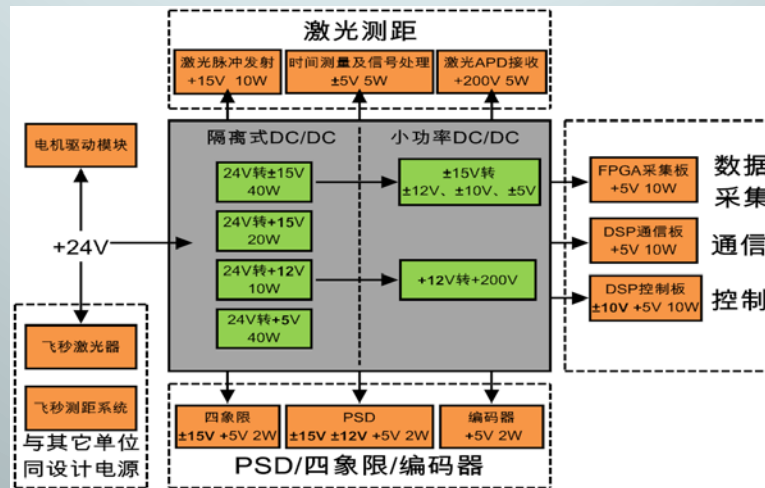 激光测距
激光脉冲发射
+15V 10W
时间测量及信号处理
±5V 5W
激光APD接收
+200V 5W
电机驱动模块
+24V
飞秒激光器
飞秒测距系统
与其它单位
同设计电源
隔离式DC/DC
24V转±15V
40W
24V转+15V
20W
24V转+12V
10W
24V转+5V
40W
小功率DC/DC
±15V转
±12V、±10V、±5V
+12V转+200V
FPGA采集板
+5V 10W
数据
采集
DSP通信板
+5V 10W
通信
DSP控制板
±10V +5V 10W
控制
四象限
±15V +5V 2W
PSD
±15V ±12V +5V 2W
编码器
+5V 2W
PSD/四象限/编码器